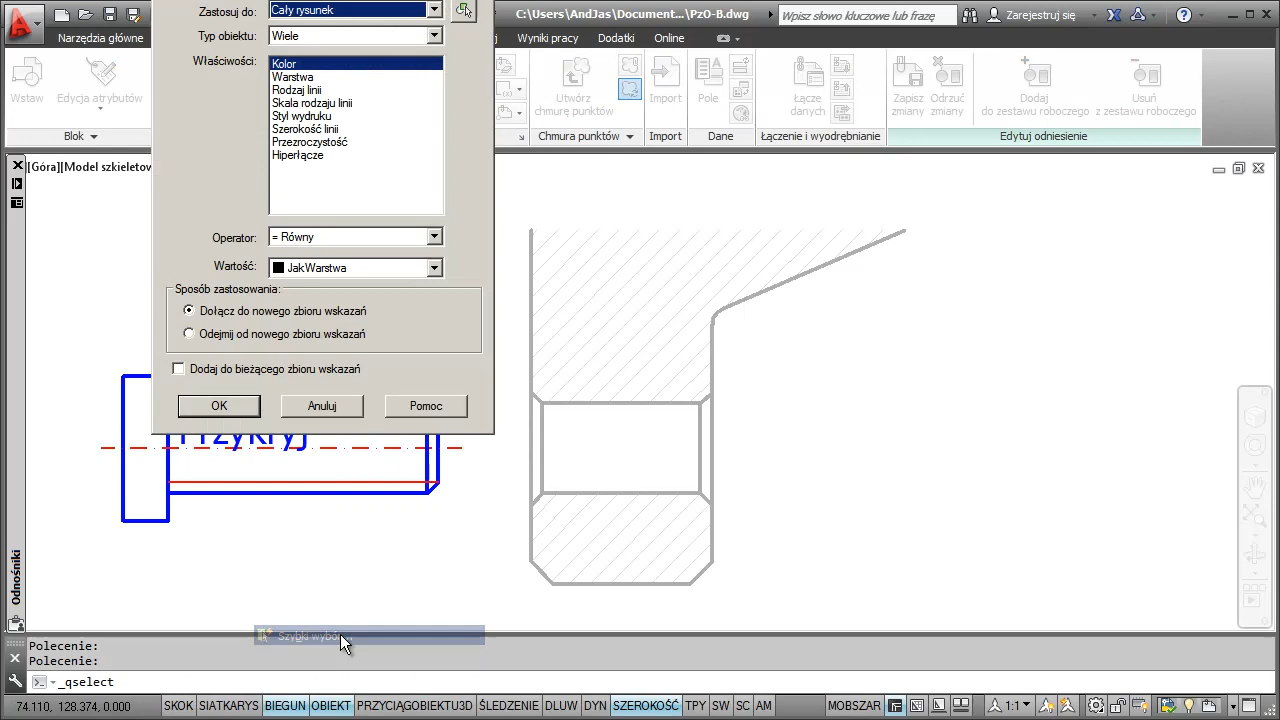 Zastosuj do: Cały rysunek
C:\Users\AndJas\Document...\PzO-B.dwg
Wpisz słowo kluczowe lub frazę
Zarejestruj się
Narzędzia główne
Typ obiektu: Wiele
Wyniki pracy Dodatki Online
Właściwości:
Kolor
Warstwa
Rodzaj linii
Skala rodzaju linii
Styl wydruku
Szerokość linii
Przezroczystość
Hiperłącze
Wstaw
Edycja atrybutów
Utwórz
chmurę punktów
Import
Pole
Łącze
danych
Zapisz
zmiany
Odrzuć
zmiany
Dodaj
do zestawu roboczego
Usuń
z zestawu roboczego
Blok
Chmura punktów
Import
Dane
Łączenie i wyodrębnianie
Edytuj odniesienie
][Góra][Model szkieletow
Operator: = Równy
Wartość: JakWarstwa
Sposób zastosowania:
Dołącz do nowego zbioru wskazań
Odejmij od nowego zbioru wskazań
Dodaj do bieżącego zbioru wskazań
OK Anuluj Pomoc
Przykryj
Odnośniki
Szybki wybór...
Polecenie:
Polecenie:
_qselect
74.110, 128.374, 0.000
SKOK SIATKARYS BIEGUN OBIEKT PRZYCIĄGOBIEKTU3D ŚLEDZENIE DLUW DYN SZEROKOŚĆ TPY SW SC AM
MOBSZAR
1:1